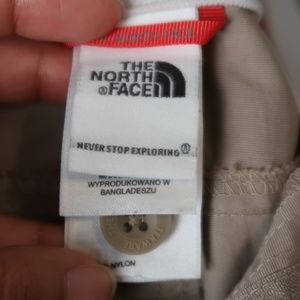 THE
NORTH
FACE
®
NEVER STOP EXPLORING®
WYPRODUKOWANO W
BANGLADESZU
NYLON